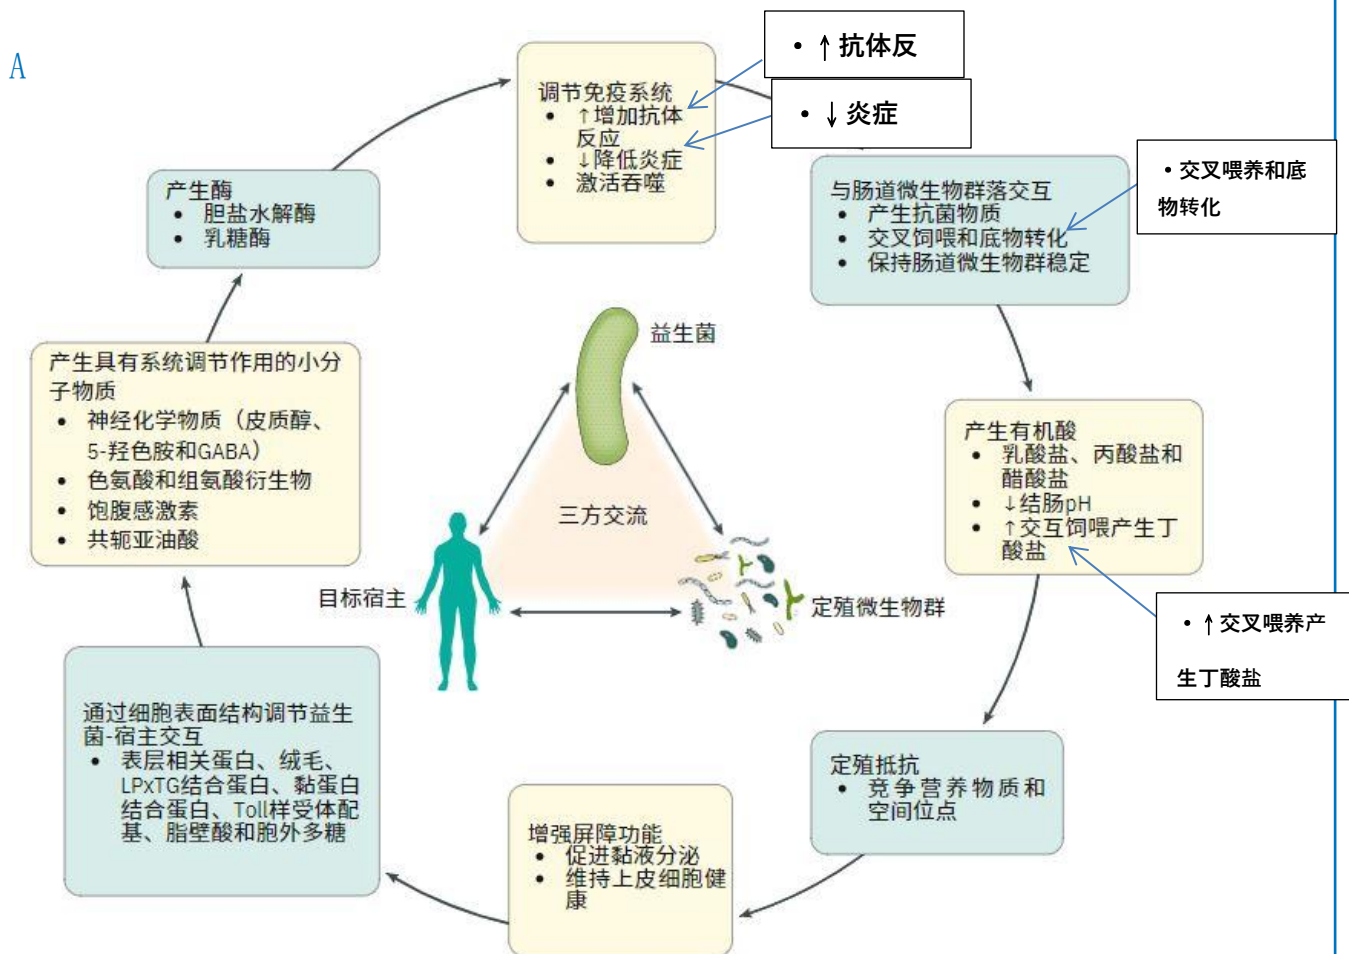 A
调节免疫系统
• ↑增加抗体
反应
• ↓降低炎症
• 激活吞噬
• ↑ 抗体反
• ↓ 炎症
与肠道微生物群落交互
• 产生抗菌物质
• 交叉饲喂和底物转化
• 保持肠道微生物群稳定
• 交叉喂养和底
物转化
产生有机酸
• 乳酸盐、丙酸盐和
醋酸盐
• ↓结肠pH
• ↑交互饲喂产生丁
酸盐
• ↑ 交叉喂养产
生丁酸盐
定殖抵抗
• 竞争营养物质和
空间位点
增强屏障功能
• 促进黏液分泌
• 维持上皮细胞健
康
通过细胞表面结构调节益生
菌-宿主交互
• 表层相关蛋白、绒毛、
LPxTG结合蛋白、黏蛋白
结合蛋白、Toll样受体配
基、脂壁酸和胞外多糖
产生具有系统调节作用的小分
子物质
• 神经化学物质（皮质醇、
5-羟色胺和GABA）
• 色氨酸和组氨酸衍生物
• 饱腹感激素
• 共轭亚油酸
产生酶
• 胆盐水解酶
• 乳糖酶
益生菌
三方交流
目标宿主
定殖微生物群